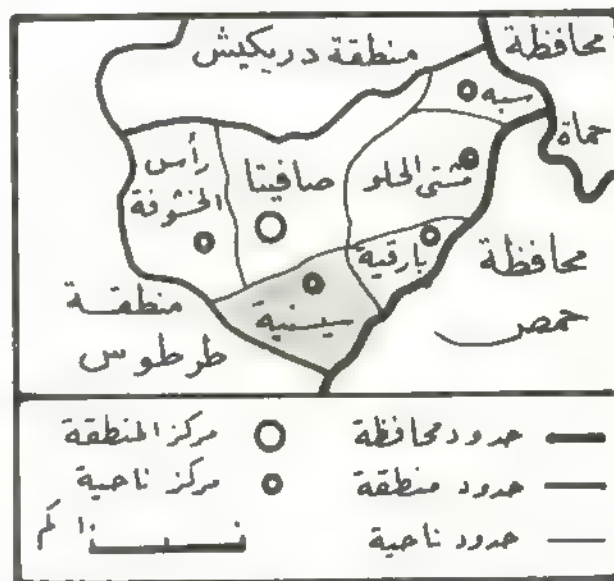 محافظة
حماة
منطقة دريكيش
سبه
مشتى الحلو
صافيتا
رأس
الخشوفة
بارقية
سيسنية
محافظة
حمص
منطقة
طرطوس
حدود محافظة
مركز المنطقة
حدود منطقة
مركز ناحية
حدود ناحية
كم